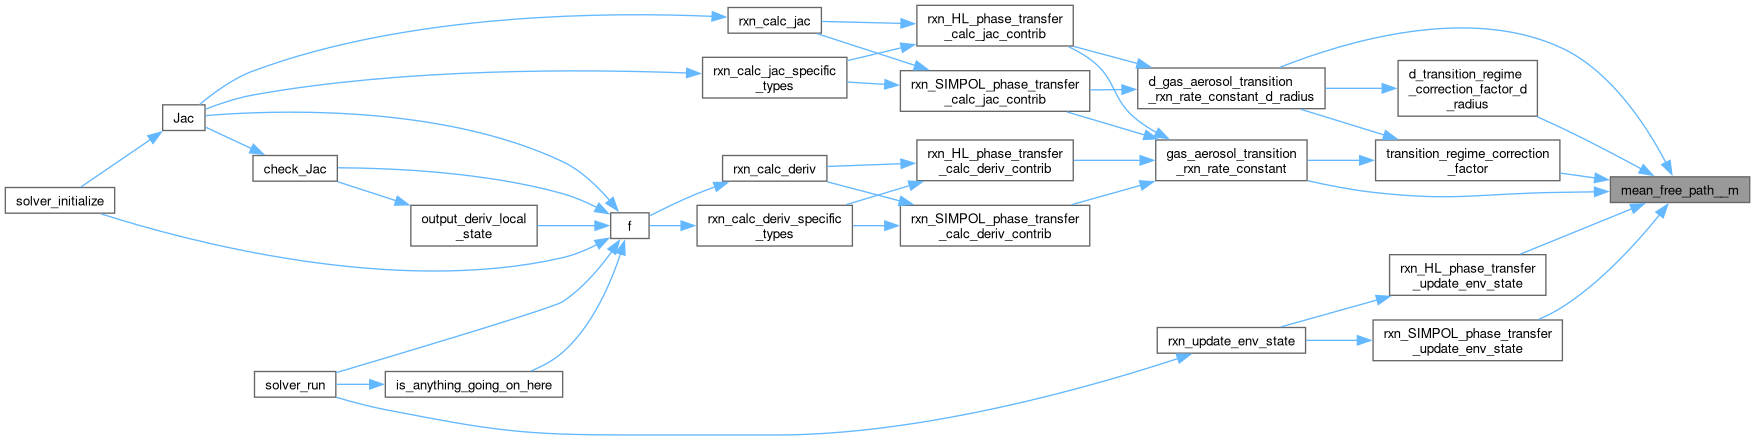 rxn_calc_jac
rxn_HL_phase_transfer
_calc_jac_contrib
rxn_calc_jac_specific
_types
rxn_SIMPOL_phase_transfer
_calc_jac_contrib
d_gas_aerosol_transition
_rxn_rate_constant_d_radius
d_transition_regime
_correction_factor_d
_radius
Jac
check_Jac
rxn_calc_deriv
rxn_HL_phase_transfer
_calc_deriv_contrib
gas_aerosol_transition
_rxn_rate_constant
transition_regime_correction
_factor
mean_free_path__m
solver_initialize
output_deriv_local
_state
f
rxn_calc_deriv_specific
_types
rxn_SIMPOL_phase_transfer
_calc_deriv_contrib
rxn_HL_phase_transfer
_update_env_state
rxn_update_env_state
rxn_SIMPOL_phase_transfer
_update_env_state
solver_run
is_anything_going_on_here